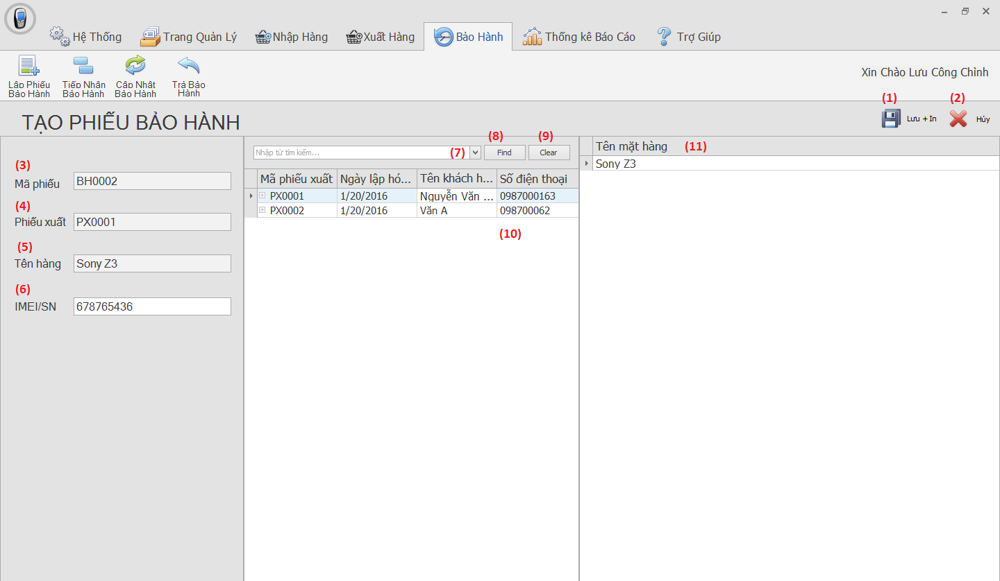 Hệ Thống
Trang Quản Lý
Nhập Hàng
Xuất Hàng
Bảo Hành
Thống kê Báo Cáo
Trợ Giúp
Lập Phiếu
Bảo Hành
Tiếp Nhận
Bảo Hành
Cập Nhật
Bảo Hành
Trả Bảo
Hành
Xin Chào Lưu Công Chình
TẠO PHIẾU BẢO HÀNH
(1)
Lưu + In
(2)
Hủy
(3)
Mã phiếu
BH0002
(4)
Phiếu xuất
PX0001
(5)
Tên hàng
Sony Z3
(6)
IMEI/SN
678765436
Nhập từ tìm kiếm...
(7)
(8)
Find
(9)
Clear
Mã phiếu xuất Ngày lập hó... Tên khách h... Số điện thoại
PX0001 1/20/2016 Nguyễn Văn ... 0987000163
PX0002 1/20/2016 Văn A 098700062
(10)
Tên mặt hàng (11)
Sony Z3